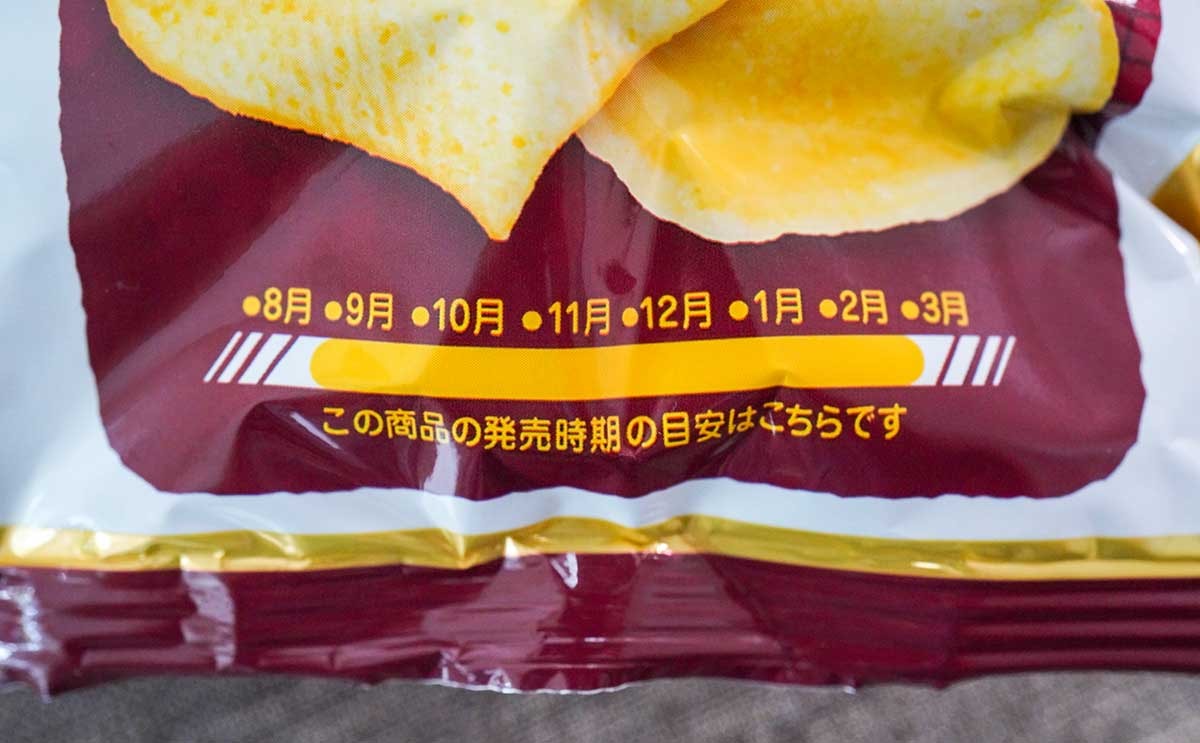 ●8月 ●9月 ●10月 ●11月 ●12月 ●1月 ●2月 ●3月
この商品の発売時期の目安はこちらです